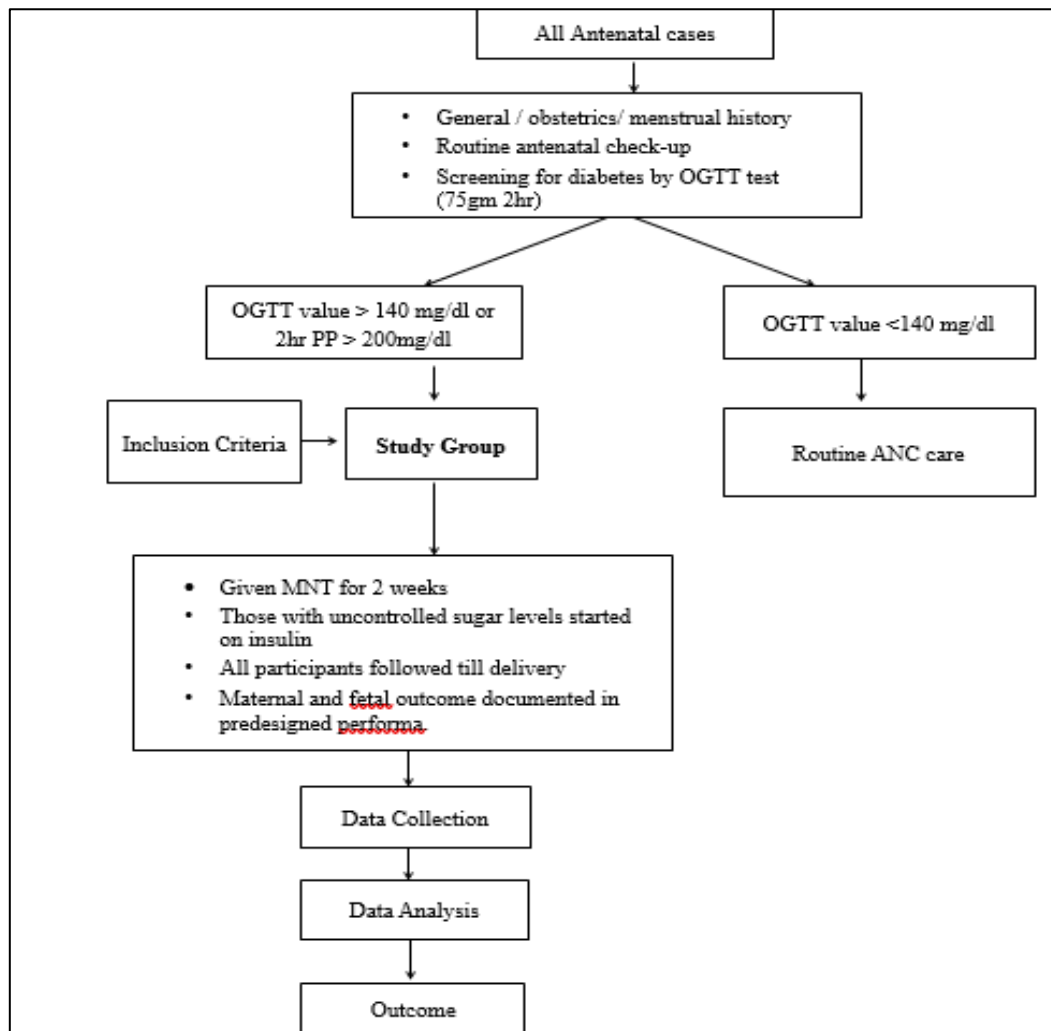 All Antenatal cases
• General / obstetrics/ menstrual history
• Routine antenatal check-up
• Screening for diabetes by OGTT test
(75gm 2hr)
OGTT value > 140 mg/dl or
2hr PP > 200mg/dl
OGTT value <140 mg/dl
Inclusion Criteria
Study Group
Routine ANC care
• Given MNT for 2 weeks
• Those with uncontrolled sugar levels started
on insulin
• All participants followed till delivery
• Maternal and fetal outcome documented in
predesigned performa.
Data Collection
Data Analysis
Outcome